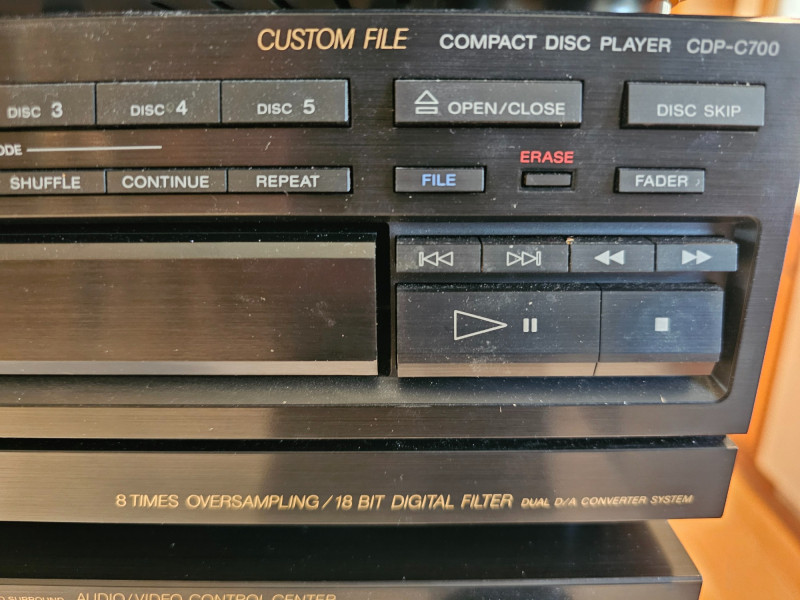 CUSTOM FILE COMPACT DISC PLAYER CDP-C700
DISC 3 DISC 4 DISC 5 OPEN/CLOSE DISC SKIP
ERASE
SHUFFLE CONTINUE REPEAT FILE FADER
8 TIMES OVERSAMPLING / 18 BIT DIGITAL FILTER DUAL D/A CONVERTER SYSTEM
SURROUND AUDIO/VIDEO CONTROL CENTER